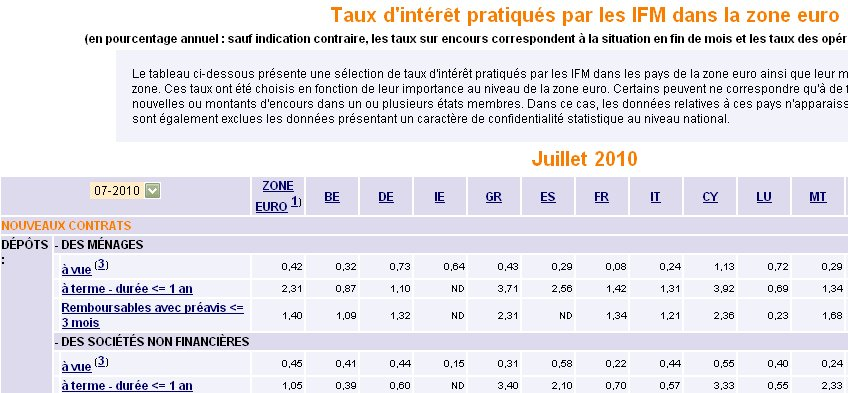 Taux d'intérêt pratiqués par les IFM dans la zone euro
(en pourcentage annuel : sauf indication contraire, les taux sur encours correspondent à la situation en fin de mois et les taux des
Le tableau ci-dessous présente une sélection de taux d'intérêt pratiqués par les IFM dans les pays de la zone euro ainsi que leur
zone. Ces taux ont été choisis en fonction de leur importance au niveau de la zone euro. Certains peuvent ne correspondre qu'à de
nouvelles ou montants d'encours dans un ou plusieurs états membres. Dans ce cas, les données relatives à ces pays
sont également exclues les données présentant un caractère de confidentialité statistique au niveau national.
Juillet 2010
07-2010 ZONE EURO 1) BE DE IE GR ES FR IT CY LU MT
NOUVEAUX CONTRATS
DÉPÔTS : - DES MÉNAGES
à vue (3) 0,42 0,32 0,73 0,64 0,43 0,29 0,08 0,24 1,13 0,72 0,29
à terme - durée <= 1 an 2,31 0,87 1,10 ND 3,71 2,56 1,42 1,31 3,92 0,69 1,34
Remboursables avec préavis <= 3 mois 1,40 1,09 1,32 ND 2,31 ND 1,34 1,21 2,36 0,23 1,68
- DES SOCIÉTÉS NON FINANCIÈRES
à vue (3) 0,45 0,41 0,44 0,15 0,31 0,58 0,22 0,44 0,55 0,40 0,24
à terme - durée <= 1 an 1,05 0,39 0,60 ND 3,40 2,10 0,70 0,57 3,33 0,55 2,33